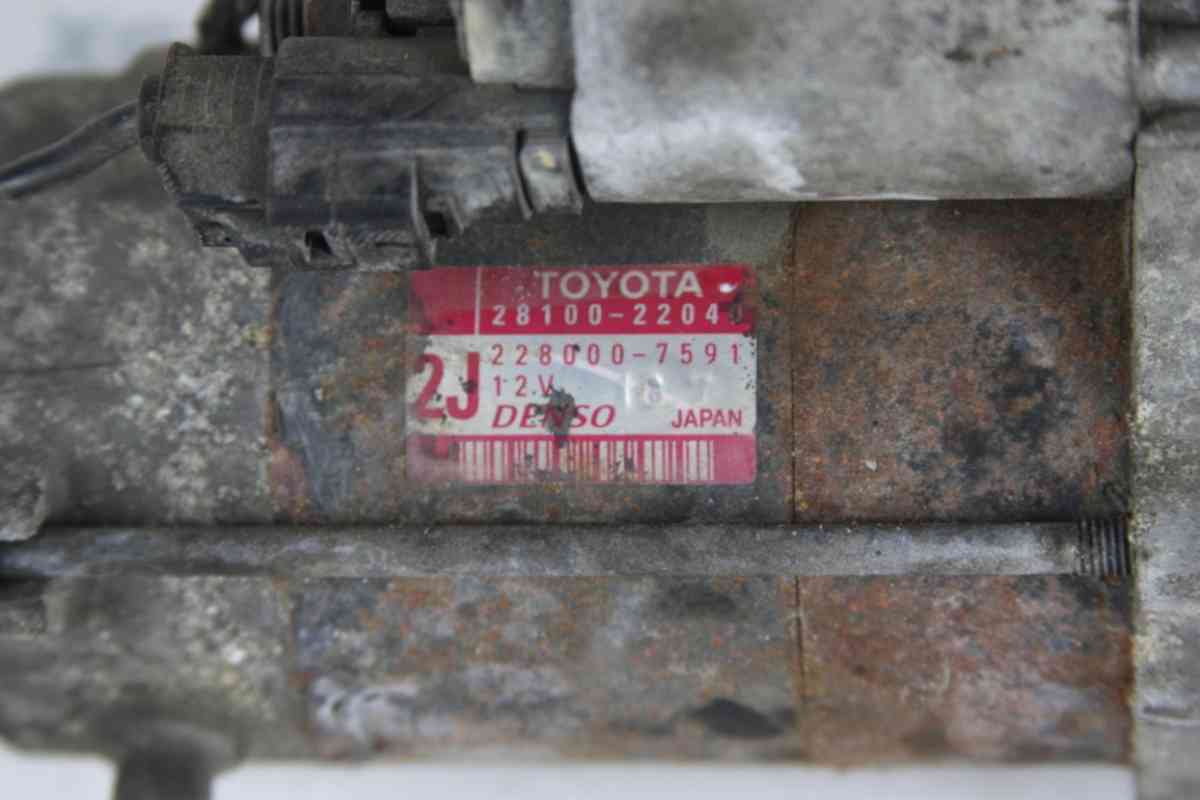 TOYOTA
28100-2204
228000-7591
12V
2J
DENSO JAPAN